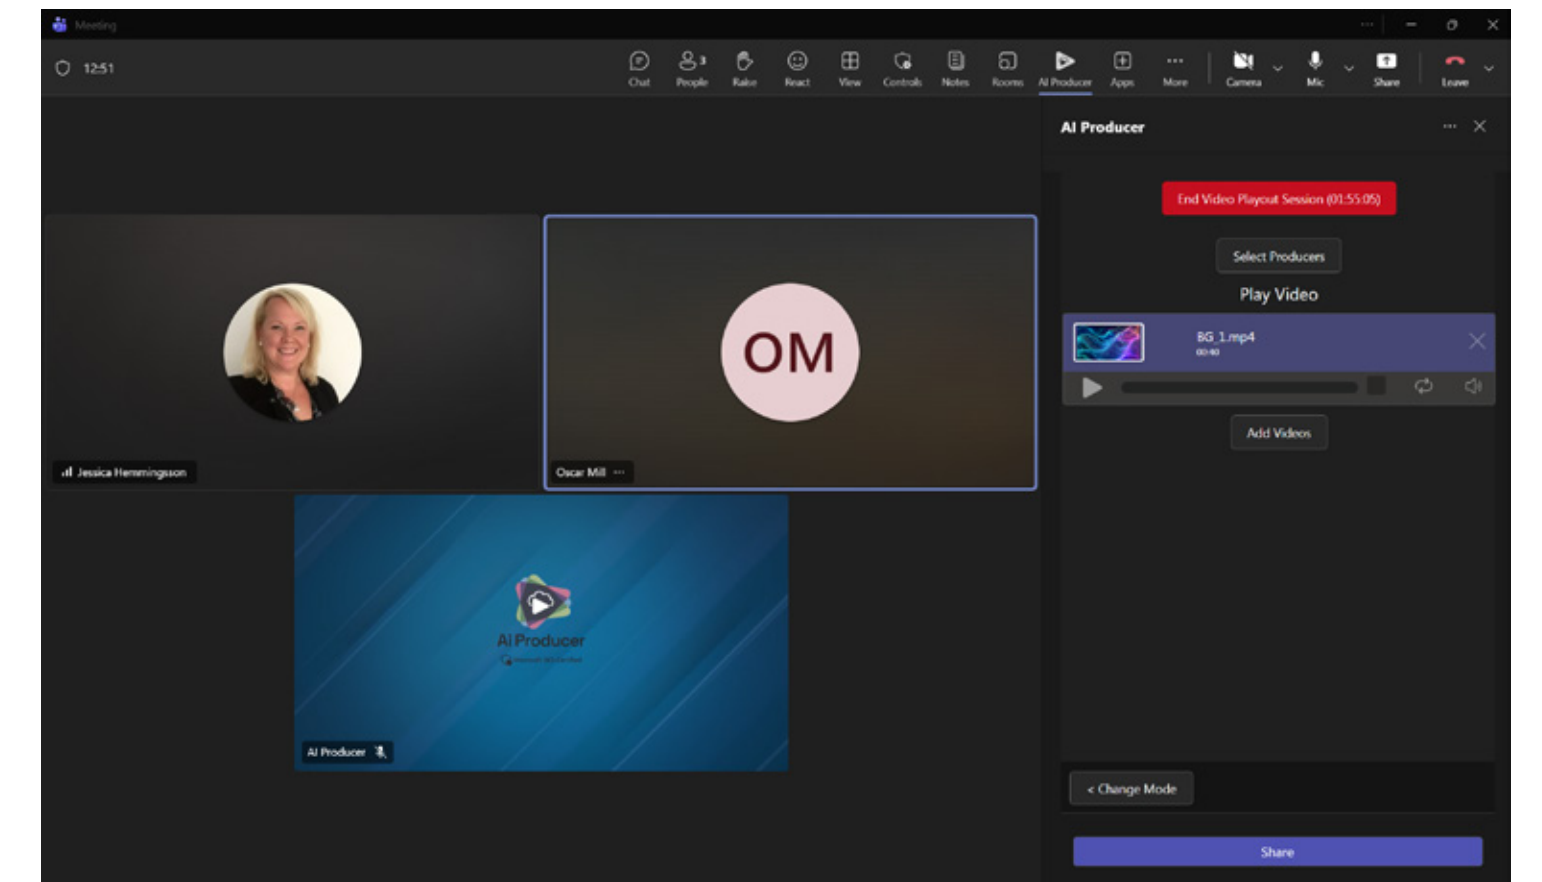 Meeting
12:51
Chat
People
3
Raise
React
View
Controls
Notes
Rooms
AI Producer
Apps
More
Camera
Mic
Share
Leave
AI Producer
End Video Playout Session (01:55:05)
Select Producers
Play Video
BG_1.mp4
00:40
Add Videos
OM
Jessica Hemmingsson
Oscar Mill
Ai Producer
AI Producer
< Change Mode
Share